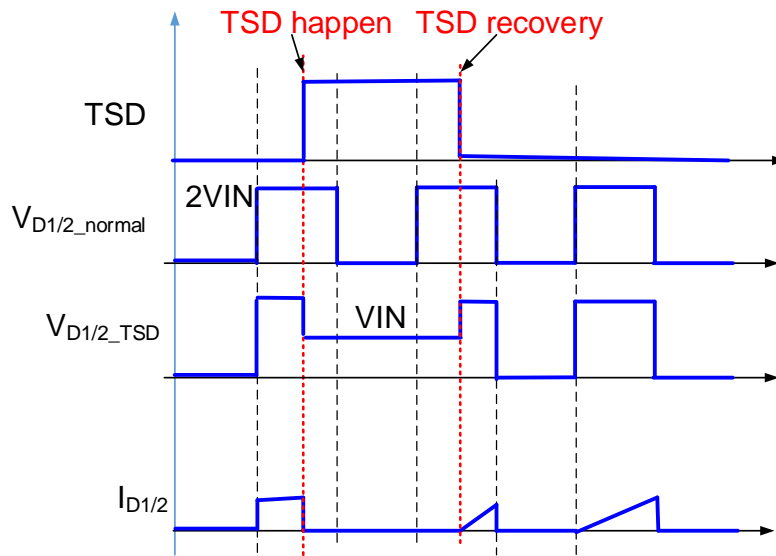 TSD happen TSD recovery
TSD
2VIN
VD1/2_normal
VIN
VD1/2_TSD
ID1/2